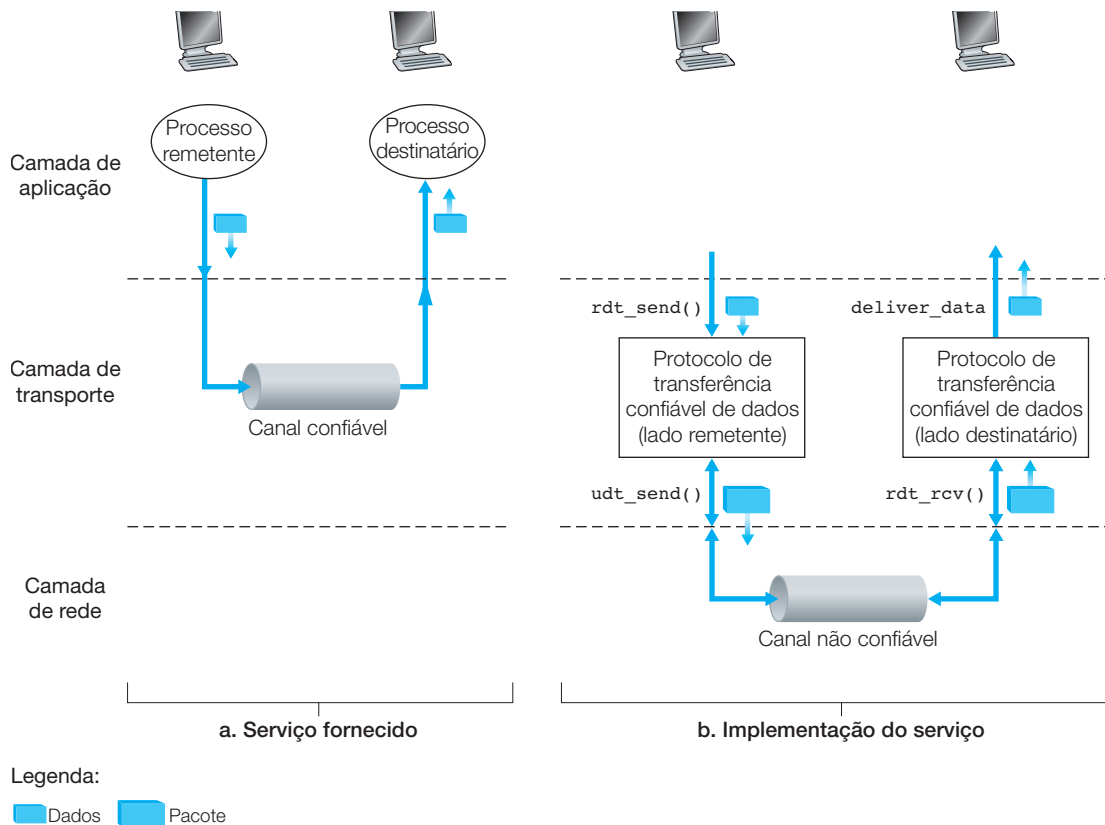 Processo
remetente
Processo
destinatário
Camada de
aplicação
rdt_send()
deliver_data
Camada de
transporte
Canal confiável
Protocolo de
transferência
confiável de dados
(lado remetente)
Protocolo de
transferência
confiável de dados
(lado destinatário)
udt_send()
rdt_rcv()
Camada
de rede
Canal não confiável
a. Serviço fornecido
b. Implementação do serviço
Legenda:
Dados
Pacote